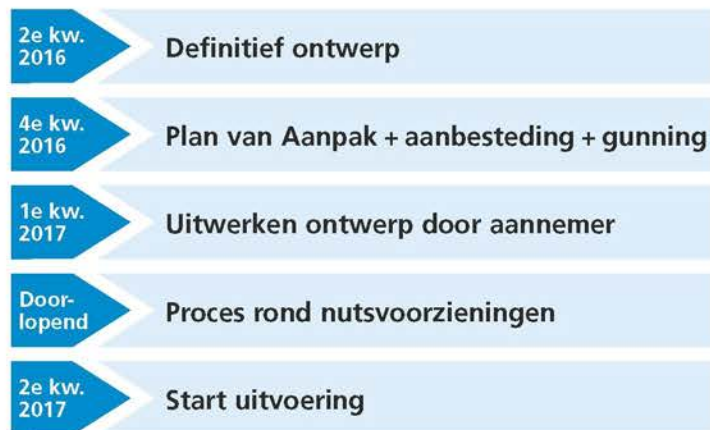 2e kw.
2016
Definitief ontwerp
4e kw.
2016
Plan van Aanpak + aanbesteding + gunning
1e kw.
2017
Uitwerken ontwerp door aannemer
Door-
lopend
Proces rond nutsvoorzieningen
2e kw.
2017
Start uitvoering